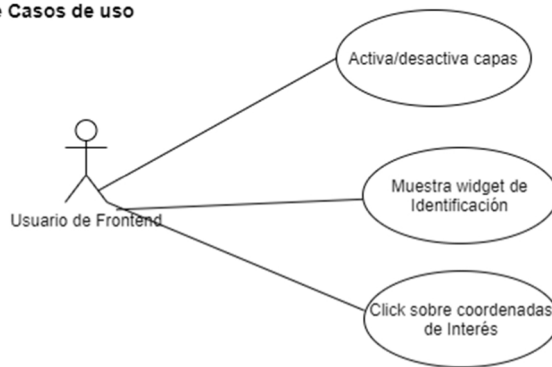 Casos de uso
Activa/desactiva capas
Muestra widget de
Identificación
Usuario de Frontend
Click sobre coordenadas
de Interés